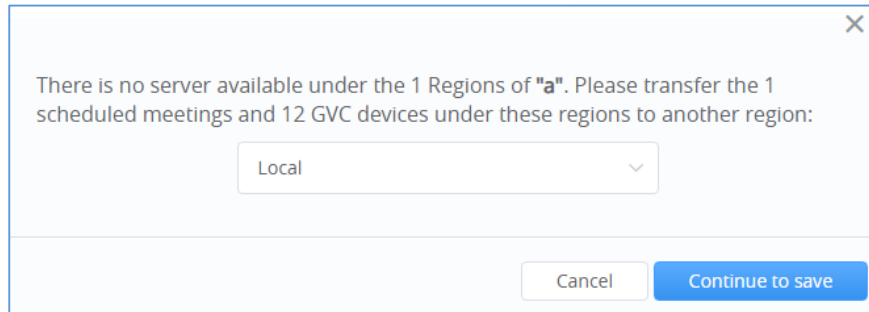 There is no server available under the 1 Regions of "a". Please transfer the 1
scheduled meetings and 12 GVC devices under these regions to another region:
Local
Cancel
Continue to save